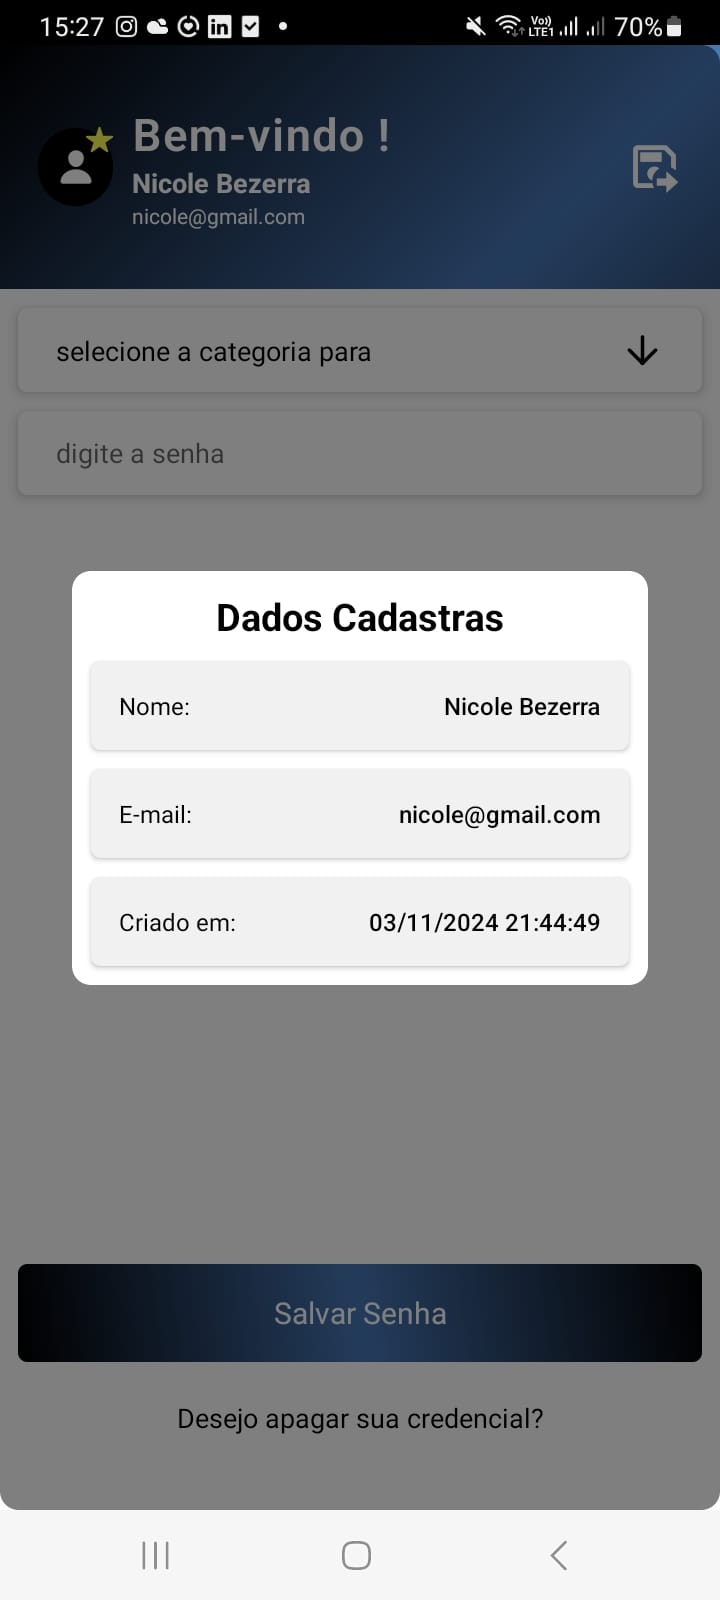 15:27
Vo)) LTE1 70%
Bem-vindo !
Nicole Bezerra
nicole@gmail.com
selecione a categoria para
digite a senha
Dados Cadastras
Nome: Nicole Bezerra
E-mail: nicole@gmail.com
Criado em: 03/11/2024 21:44:49
Salvar Senha
Desejo apagar sua credencial?